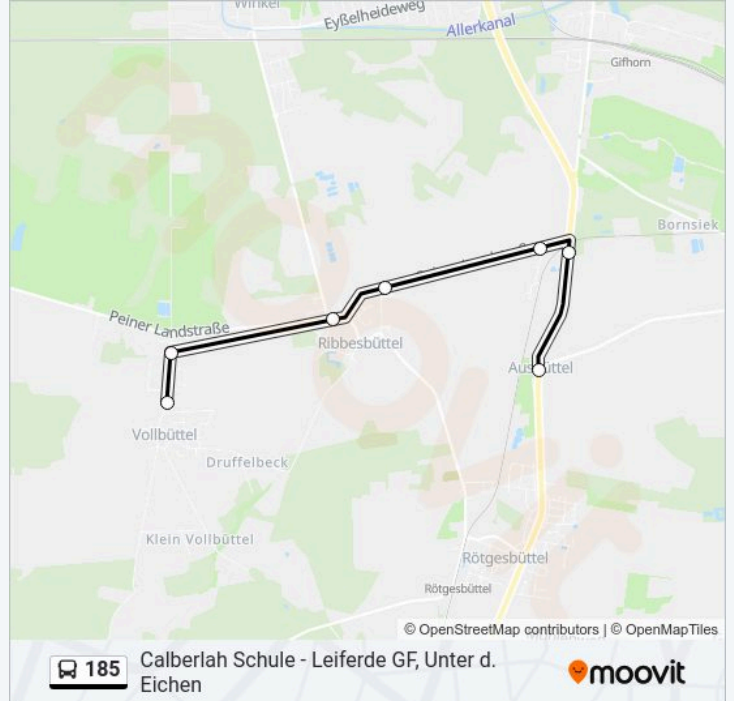 Winkel
Eyßelheideweg
Allerkanal
Gifhorn
Bornsiek
Peiner Landstraße
Ribbesbüttel
Vollbüttel
Druffelbeck
Klein Vollbüttel
Rötgesbüttel
Rötgesbüttel
© OpenStreetMap contributors | © OpenMapTiles
185
Calberlah Schule - Leiferde GF, Unter d.
Eichen
moovit